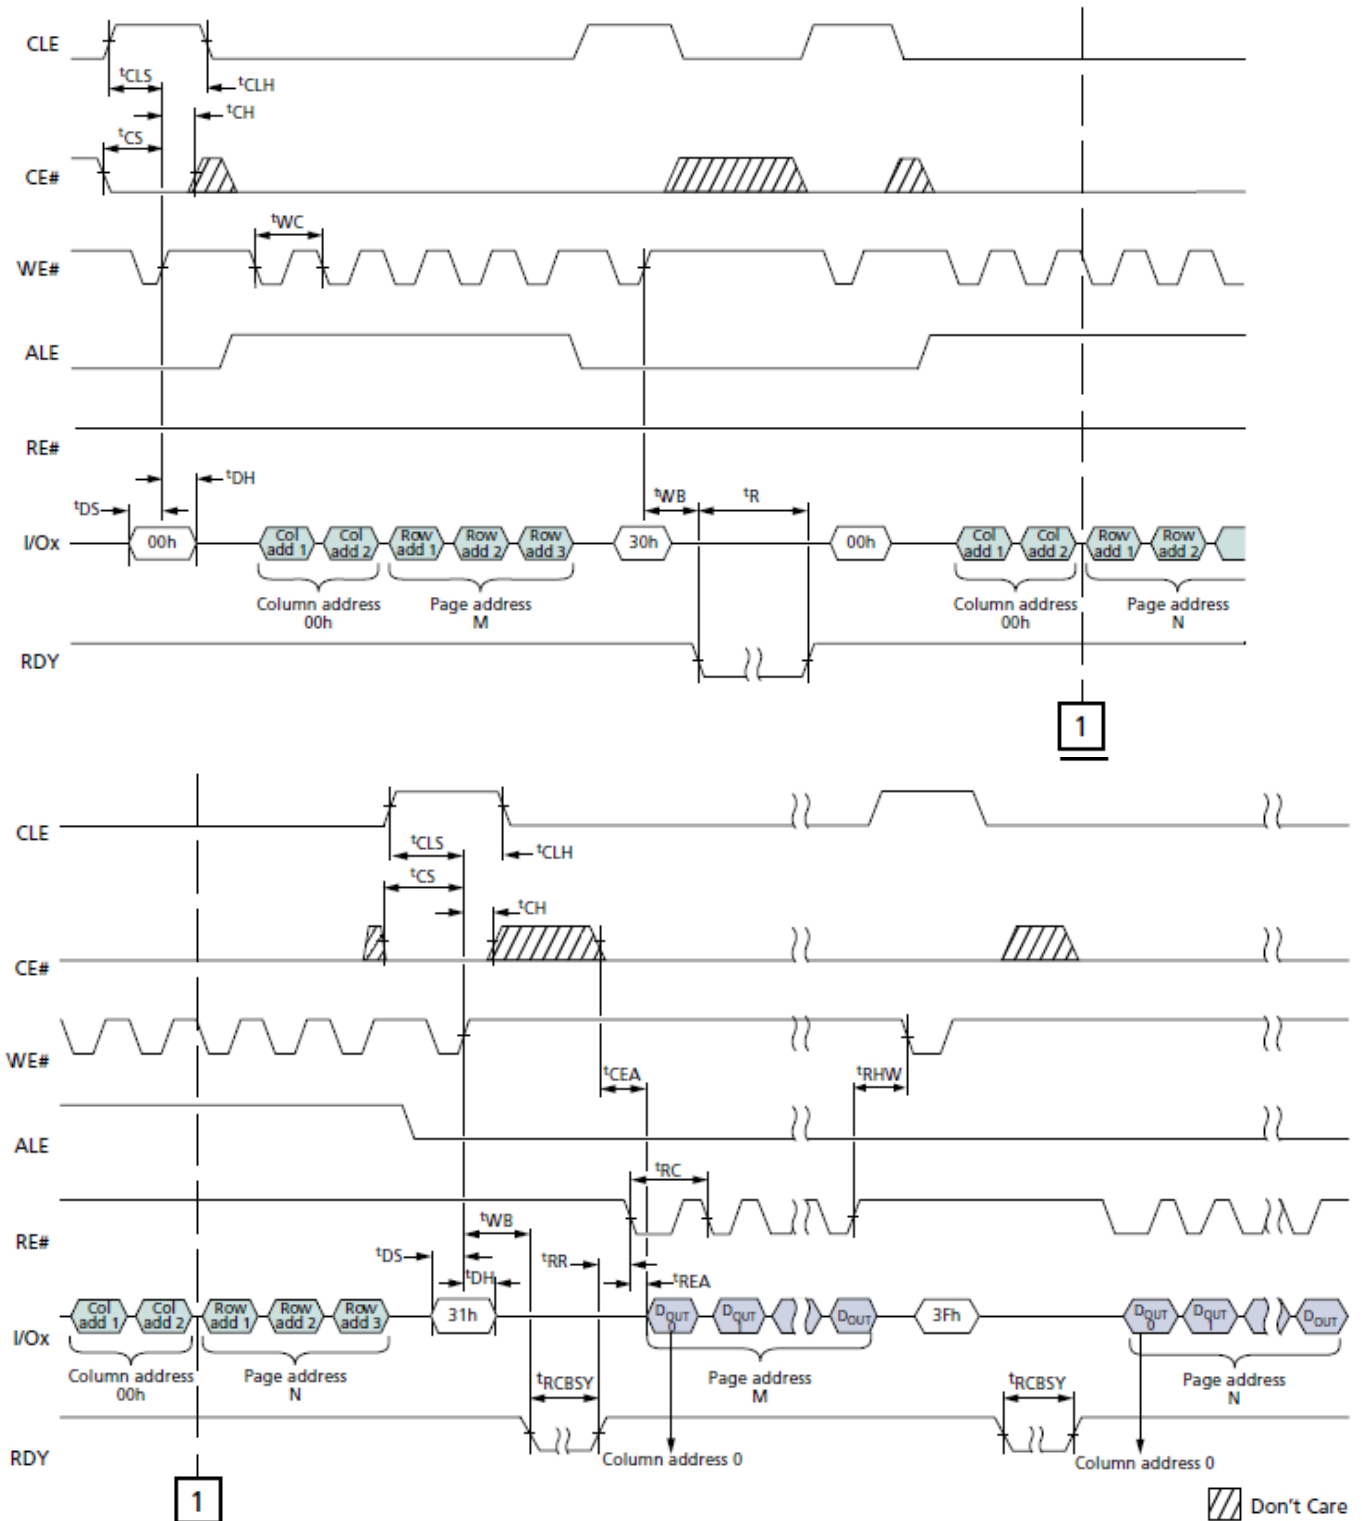 CLE
tCLS
tCLH
tCH
tCS
CE#
tWC
WE#
ALE
RE#
tDH
tDS
tWB
tR
I/Ox
00h
Col add 1
Col add 2
Row add 1
Row add 2
Row add 3
30h
00h
Col add 1
Col add 2
Row add 1
Row add 2
Column address 00h
Page address M
Column address 00h
Page address N
RDY
1
CLE
tCLS
tCLH
tCS
tCH
CE#
WE#
tCEA
tRHW
ALE
tRC
RE#
tWB
tDS
tRR
tDH
tREA
I/Ox
Col add 1
Col add 2
Row add 1
Row add 2
Row add 3
31h
DOUT 0
DOUT 1
DOUT
3Fh
DOUT 0
DOUT 1
DOUT
Column address 00h
Page address N
tRCBSY
Page address M
tRCBSY
Page address N
RDY
Column address 0
Column address 0
1
Don't Care